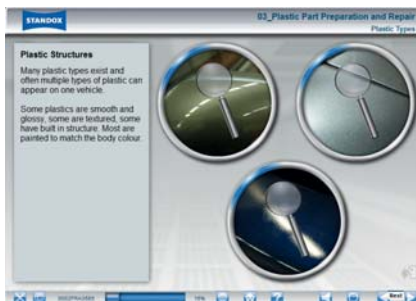 STANDOX
03_Plastic Part Preparation and Repair
Plastic Types
Plastic Structures
Many plastic types exist and
often multiple types of plastic can
appear on one vehicle.
Some plastics are smooth and
glossy, some are textured, some
have built in structure. Most are
painted to match the body colour.
Next